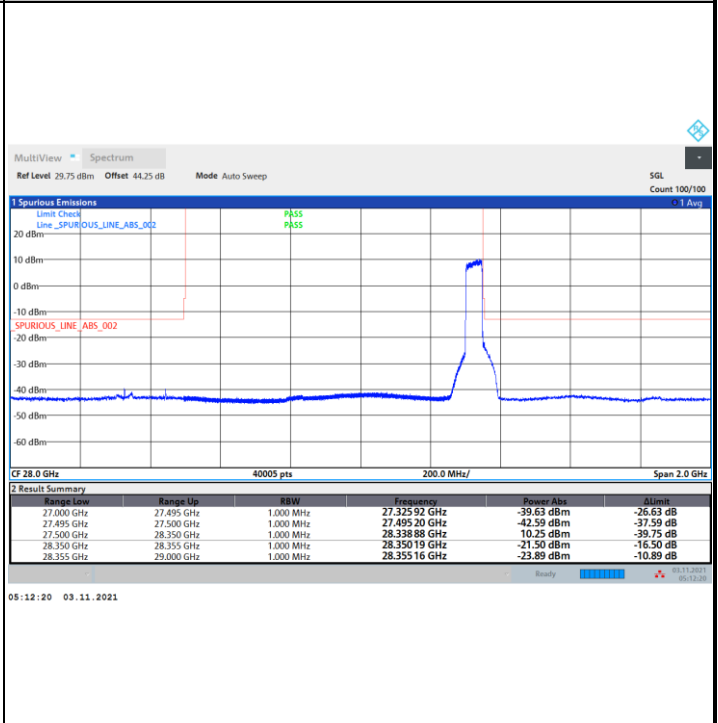 MultiView Spectrum
Ref Level 29.75 dBm Offset 44.25 dB Mode Auto Sweep SGL
Count 100/100
1 Spurious Emissions 1 Avg
Limit Check PASS
Line _SPURIOUS_LINE_ABS_002 PASS
20 dBm
10 dBm
0 dBm
-10 dBm
_SPURIOUS_LINE_ABS_002
-20 dBm
-30 dBm
-40 dBm
-50 dBm
-60 dBm
CF 28.0 GHz 40005 pts 200.0 MHz/ Span 2.0 GHz
2 Result Summary
Range Low Range Up RBW Frequency Power Abs ΔLimit
27.000 GHz 27.495 GHz 1.000 MHz 27.325 92 GHz -39.63 dBm -26.63 dB
27.495 GHz 27.500 GHz 1.000 MHz 27.495 20 GHz -42.59 dBm -37.59 dB
27.500 GHz 28.350 GHz 1.000 MHz 28.338 88 GHz 10.25 dBm -39.75 dB
28.350 GHz 28.355 GHz 1.000 MHz 28.350 19 GHz -21.50 dBm -16.50 dB
28.355 GHz 29.000 GHz 1.000 MHz 28.355 16 GHz -23.89 dBm -10.89 dB
Ready 03.11.2021
05:12:20
05:12:20 03.11.2021